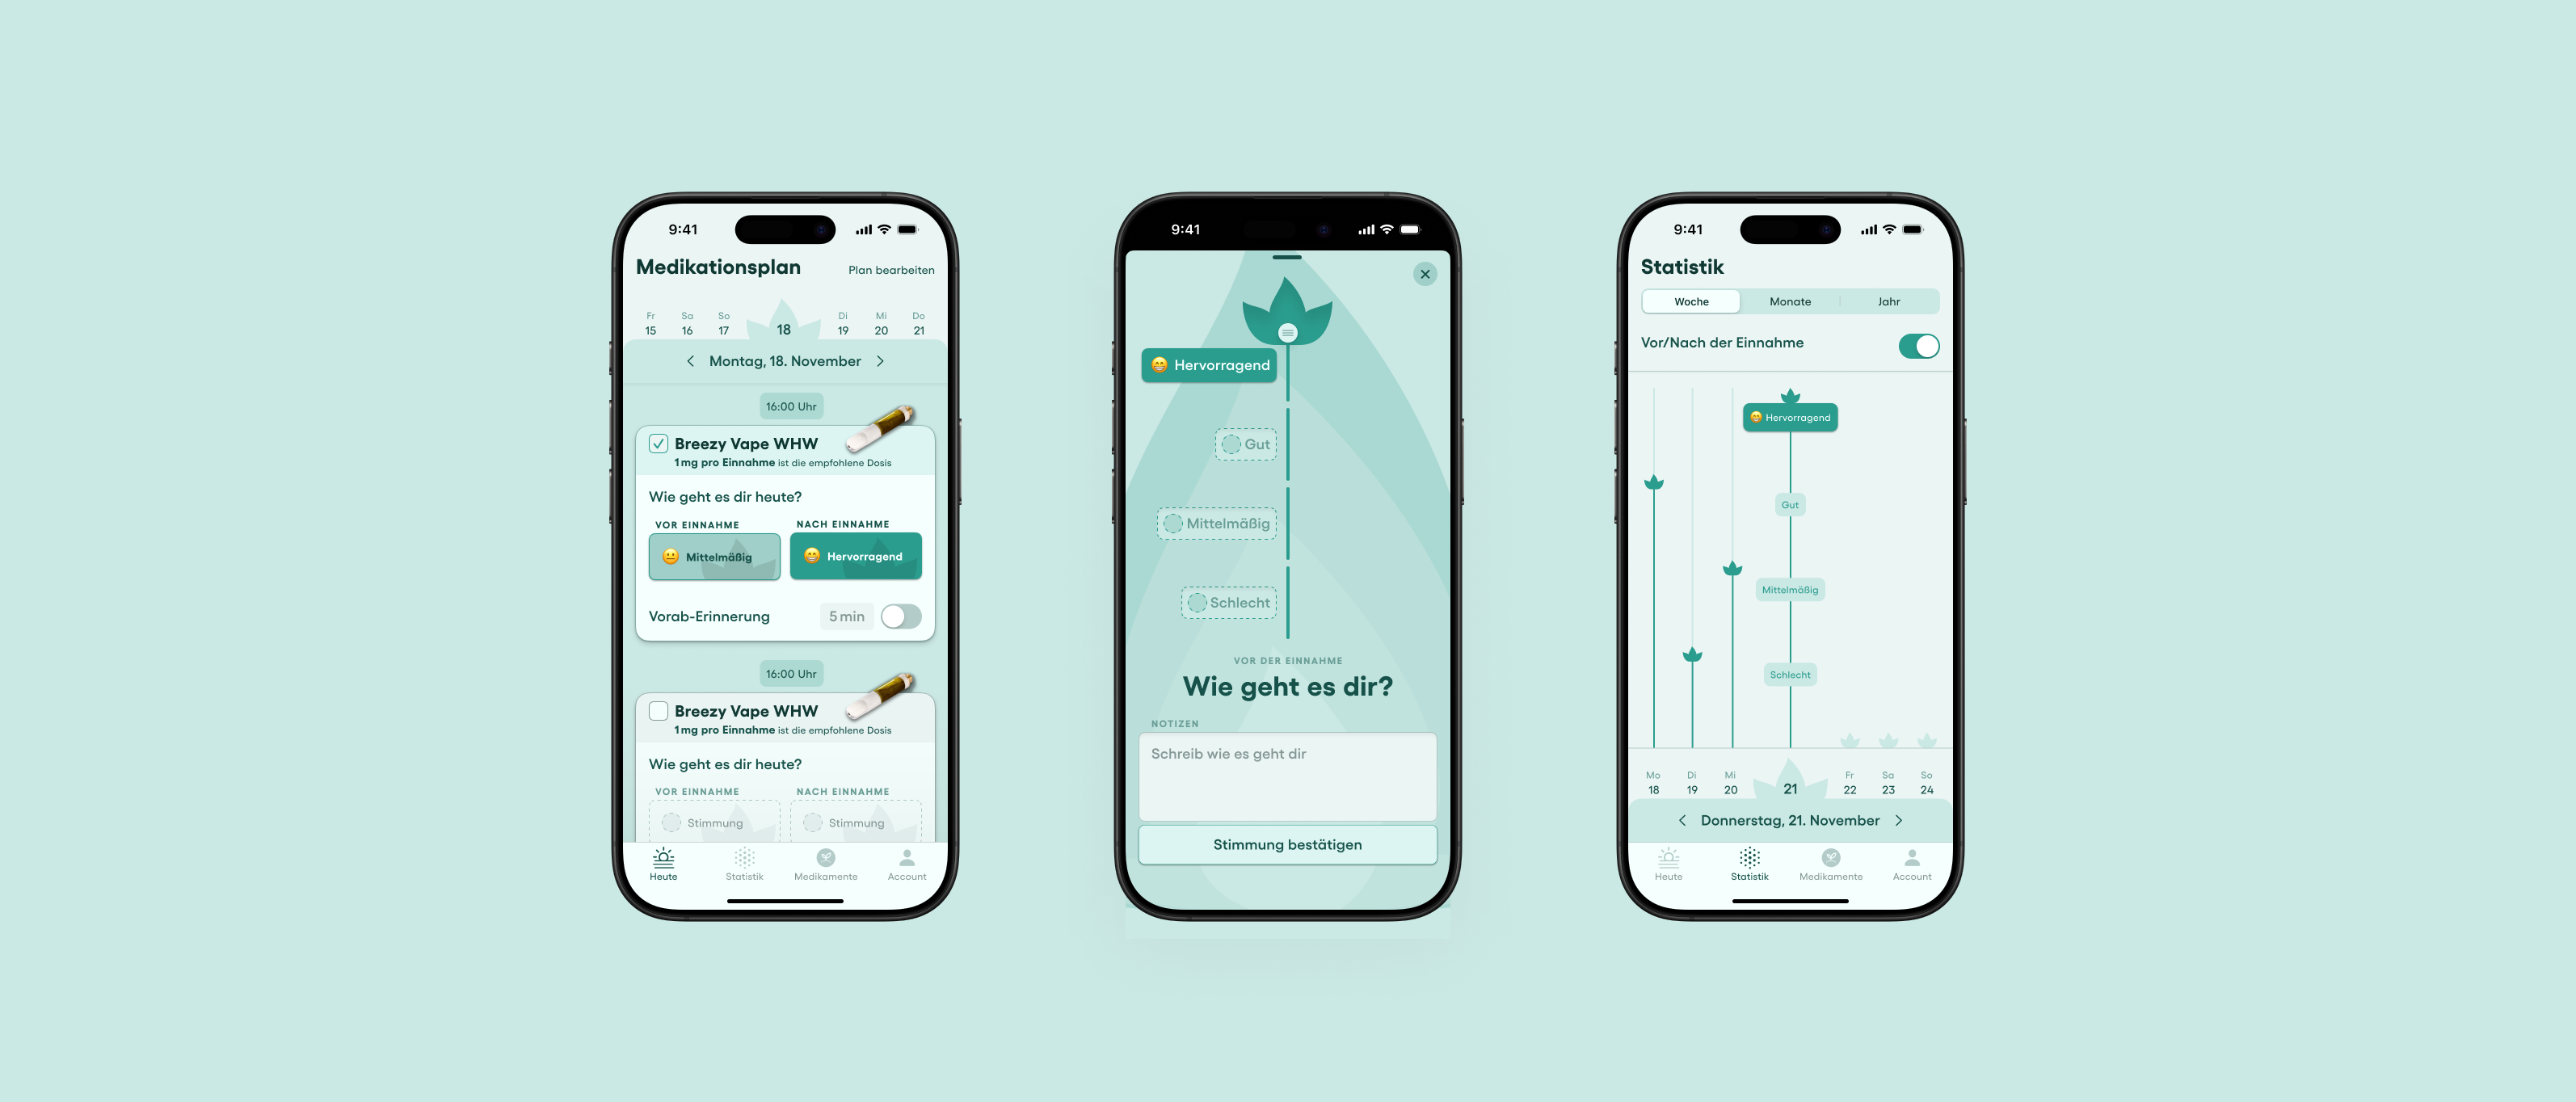 9:41
Medikationsplan
Plan bearbeiten
Fr Sa So Di Mi Do
15 16 17 18 19 20 21
Montag, 18. November
16:00 Uhr
Breezy Vape WHW
1 mg pro Einnahme ist die empfohlene Dosis
Wie geht es dir heute?
VOR EINNAHME NACH EINNAHME
Mittelmäßig Hervorragend
Vorab-Erinnerung 5 min
16:00 Uhr
Breezy Vape WHW
1 mg pro Einnahme ist die empfohlene Dosis
Wie geht es dir heute?
VOR EINNAHME NACH EINNAHME
Stimmung Stimmung
Heute Statistik Medikamente Account
9:41
Hervorragend
Gut
Mittelmäßig
Schlecht
VOR DER EINNAHME
Wie geht es dir?
NOTIZEN
Schreib wie es geht dir
Stimmung bestätigen
9:41
Statistik
Woche Monate Jahr
Vor/Nach der Einnahme
Hervorragend
Gut
Mittelmäßig
Schlecht
Mo Di Mi Fr Sa So
18 19 20 21 22 23 24
Donnerstag, 21. November
Heute Statistik Medikamente Account